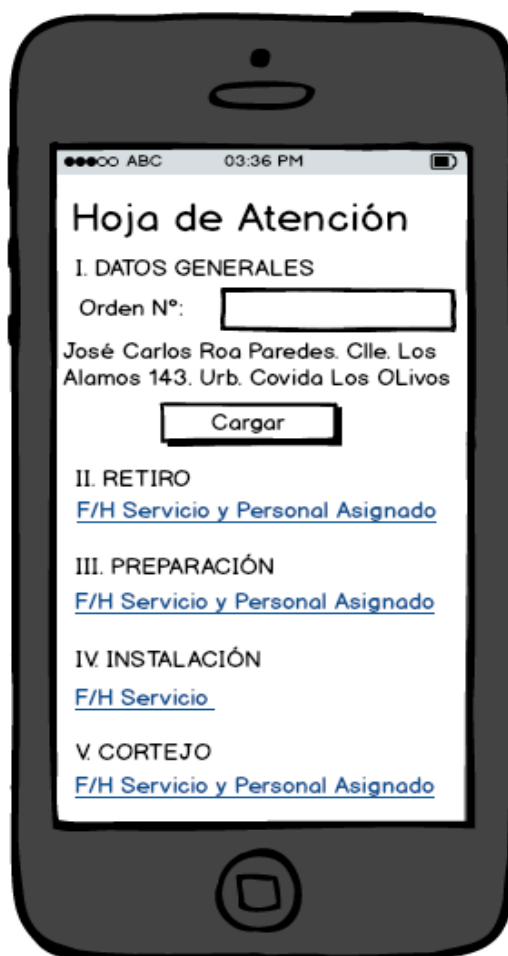 ABC 03:36 PM
Hoja de Atención
I. DATOS GENERALES
Orden N°:
José Carlos Roa Paredes. Clle. Los
Alamos 143. Urb. Covida Los OLivos
Cargar
II. RETIRO
F/H Servicio y Personal Asignado
III. PREPARACIÓN
F/H Servicio y Personal Asignado
IV. INSTALACIÓN
F/H Servicio
V. CORTEJO
F/H Servicio y Personal Asignado